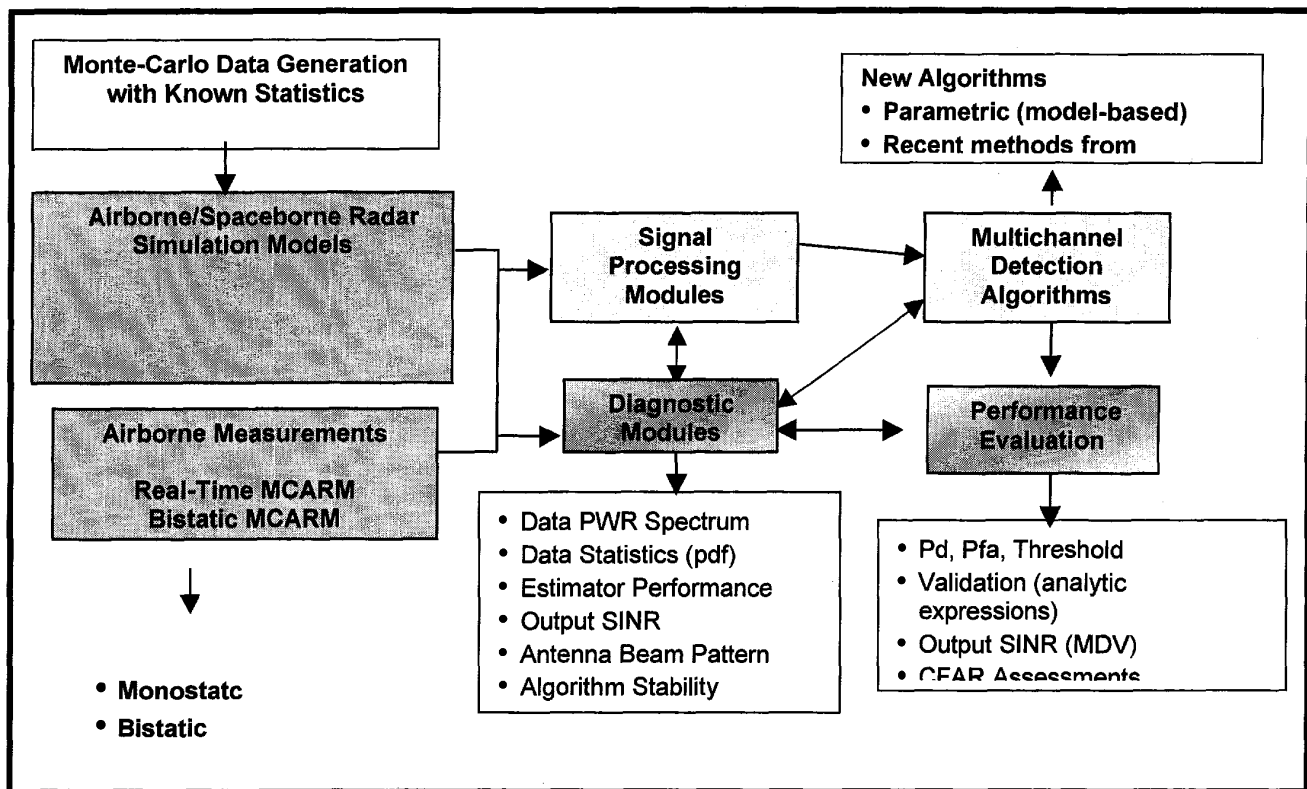 Monte-Carlo Data Generation
with Known Statistics
Airborne/Spaceborne Radar
Simulation Models
Airborne Measurements
Real-Time MCARM
Bistatic MCARM
• Monostatc
• Bistatic
Signal
Processing
Modules
Diagnostic
Modules
• Data PWR Spectrum
• Data Statistics (pdf)
• Estimator Performance
• Output SINR
• Antenna Beam Pattern
• Algorithm Stability
New Algorithms
• Parametric (model-based)
• Recent methods from
Multichannel
Detection
Algorithms
Performance
Evaluation
• Pd, Pfa, Threshold
• Validation (analytic
expressions)
• Output SINR (MDV)
• CFAR Assessments